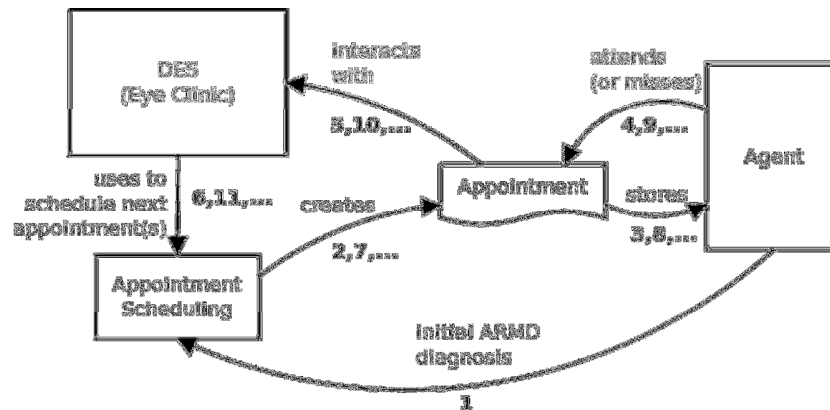 DES
(Eye Clinic)
interacts
with
5,10,...
attends
(or misses)
4,9,...
Agent
Appointment
stores
3,8,...
uses to
schedule next
appointment(s)
6,11,...
creates
2,7,...
Appointment
Scheduling
initial ARMD
diagnosis
1